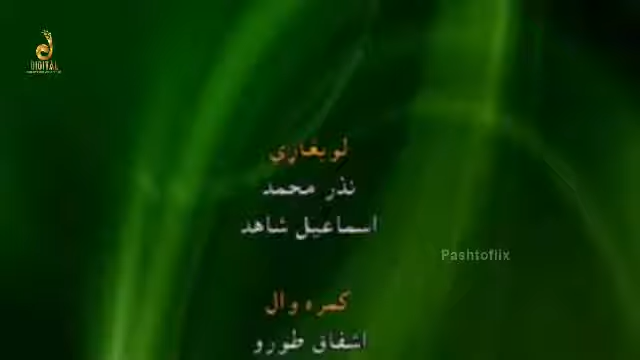 DIGITAL
لوبغاړي
نذر محمد
اسماعیل شاهد
Pashtoflix
کمره وال
اشفاق طورو